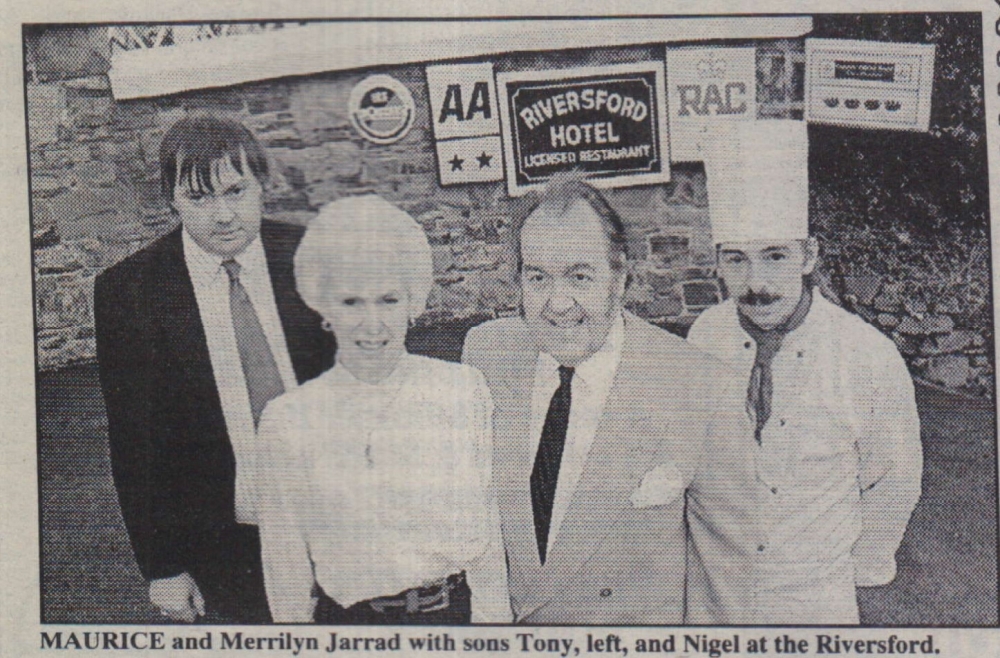 AA
RIVERSFORD
HOTEL
LICENSED RESTAURANT
RAC
MAURICE and Merrilyn Jarrad with sons Tony, left, and Nigel at the Riversford.